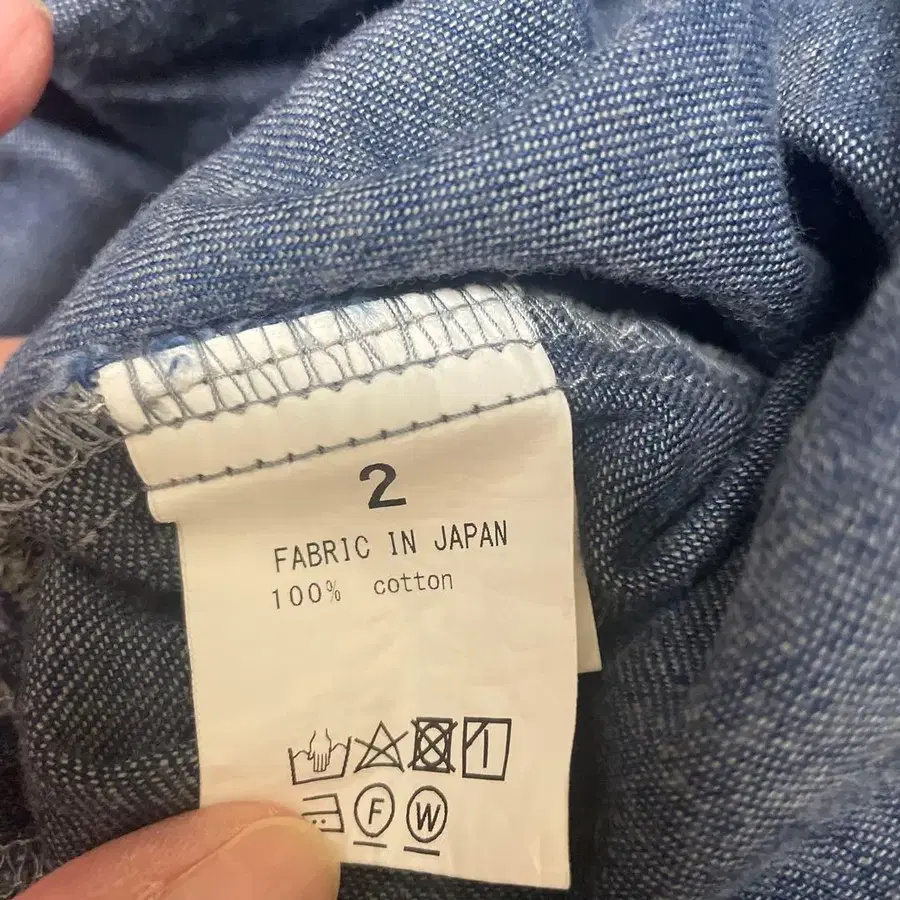 2
FABRIC IN JAPAN
100% cotton
F W